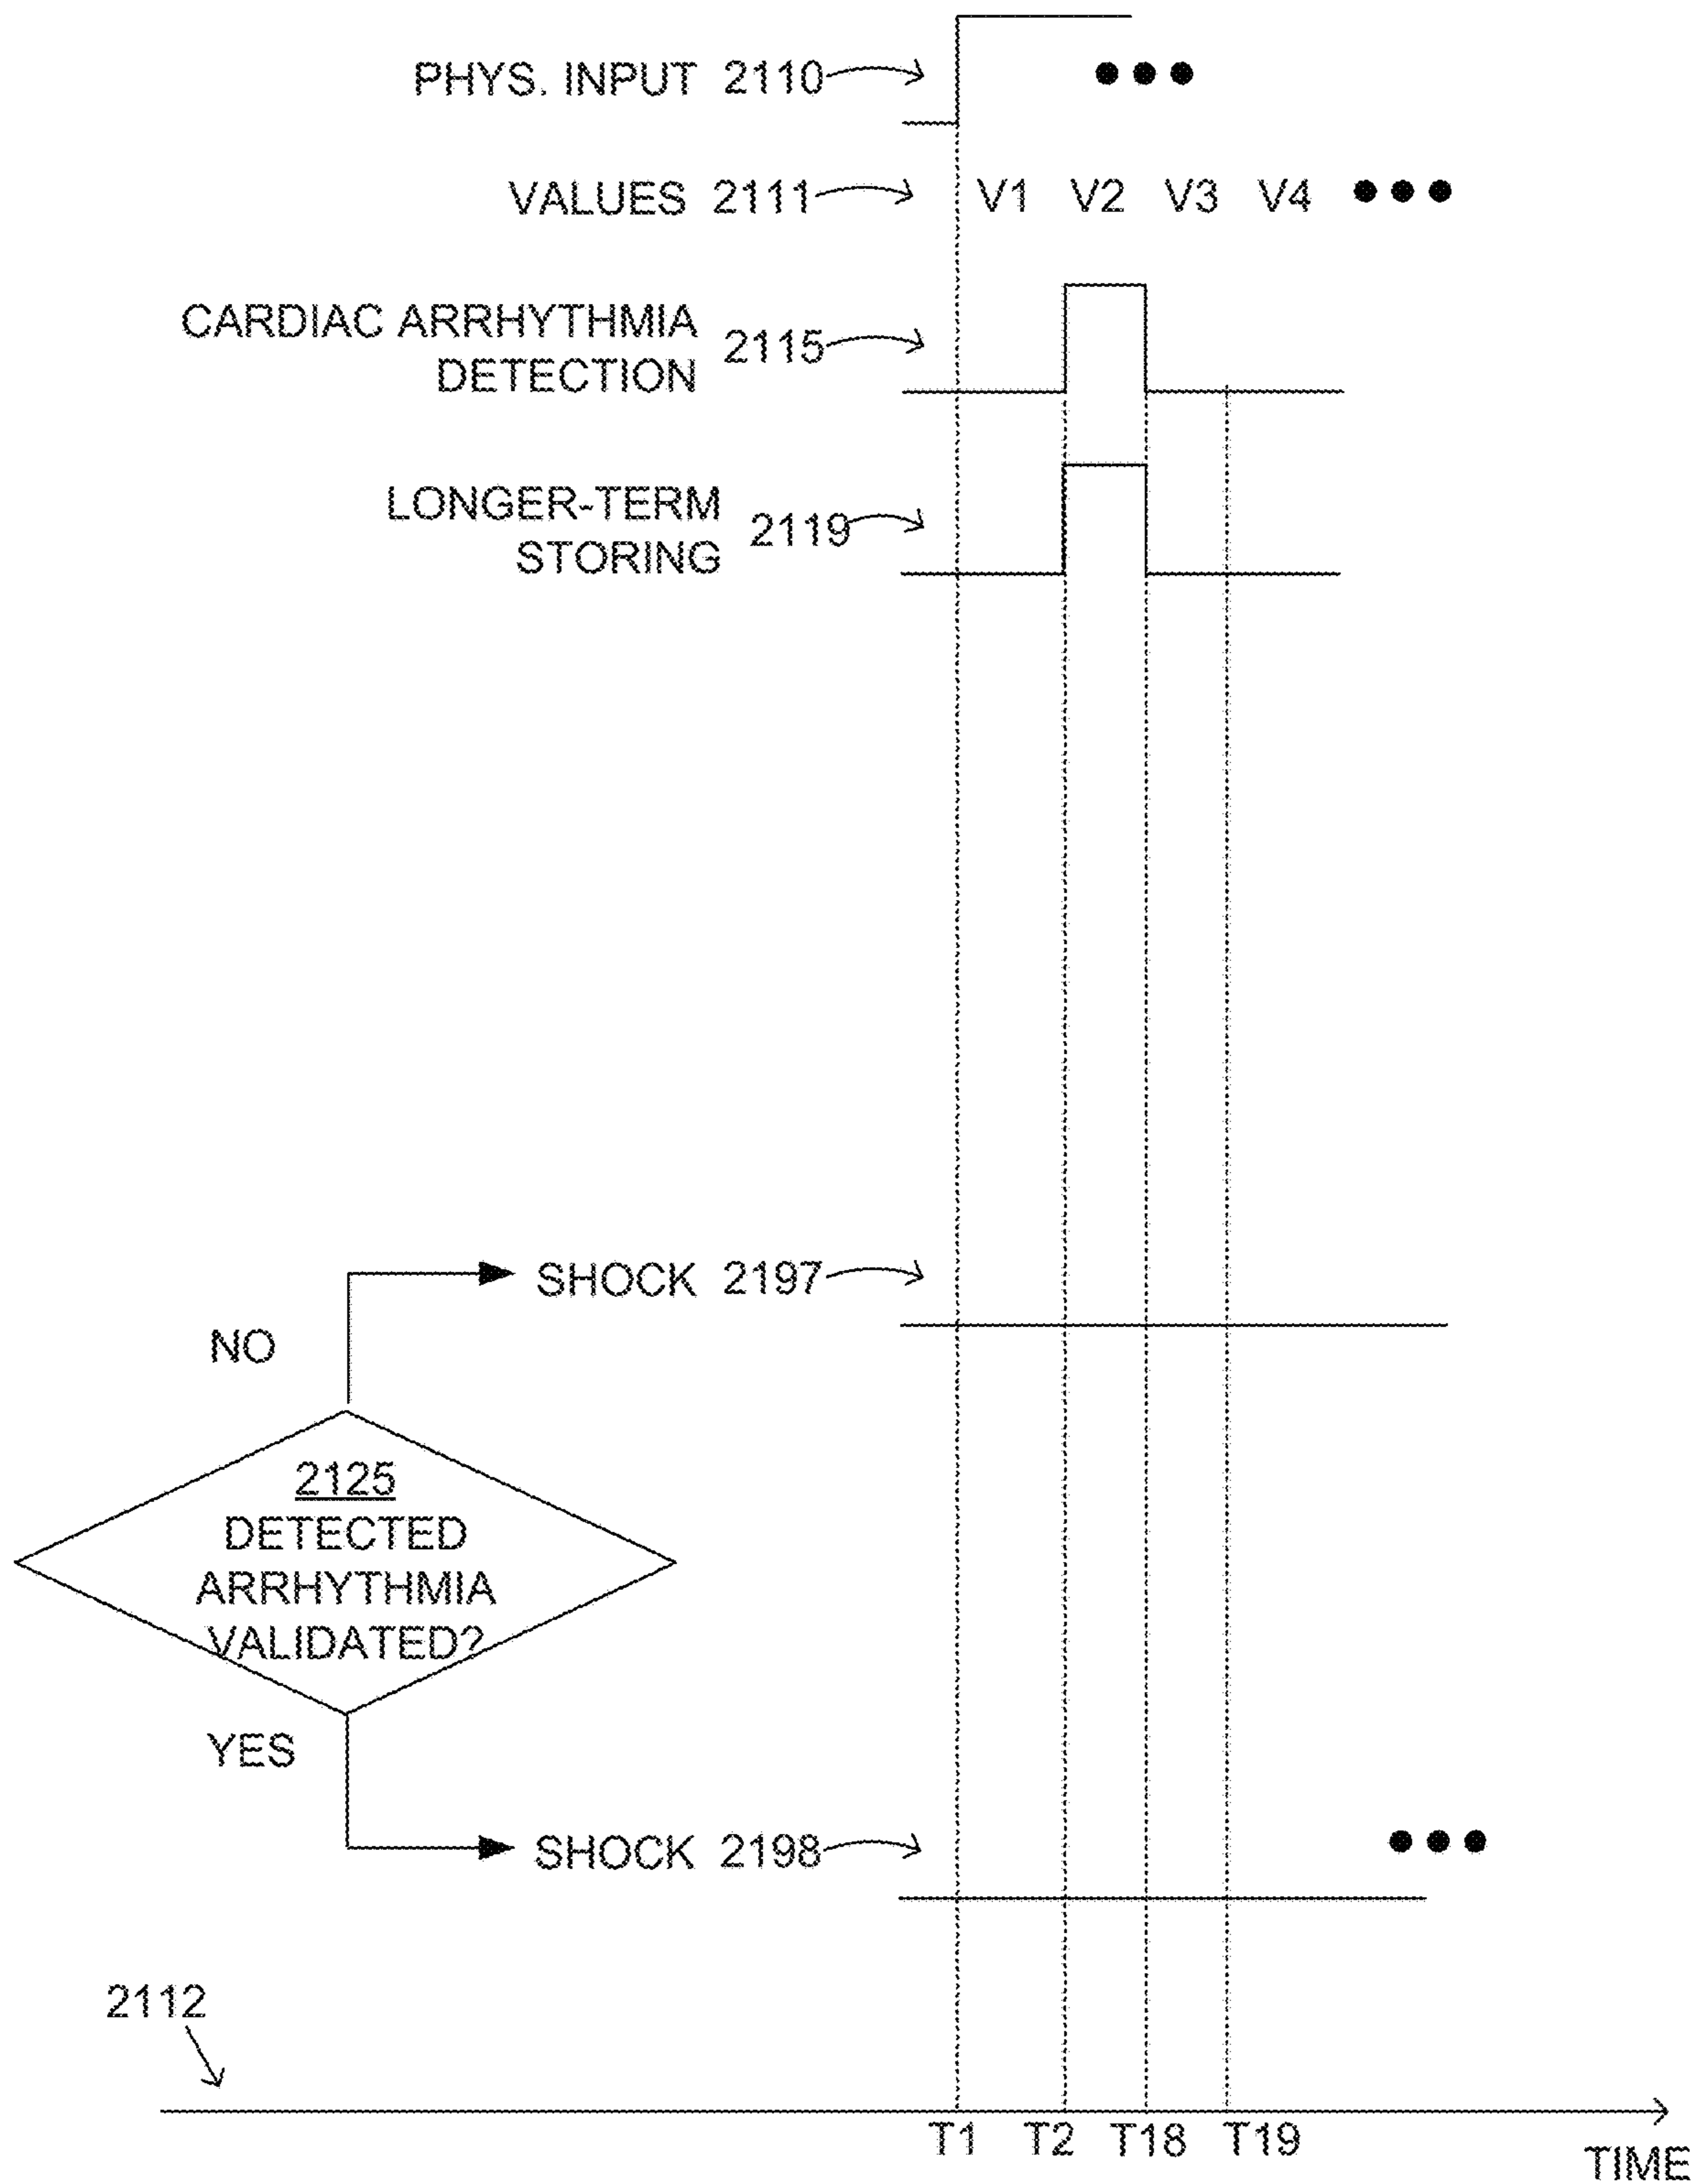 PHYS. INPUT 2110
VALUES 2111 V1 V2 V3 V4
CARDIAC ARRHYTHMIA
DETECTION 2115
LONGER-TERM
STORING 2119
SHOCK 2197
NO
2125
DETECTED
ARRHYTHMIA
VALIDATED?
YES
SHOCK 2198
2112
T1 T2 T18 T19
TIME